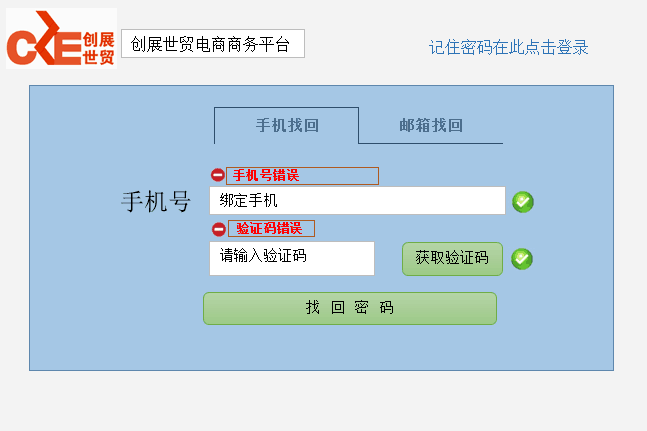 CKE创展世贸
创展世贸电商商务平台
记住密码在此点击登录
手机找回 邮箱找回
手机号错误
手机号 绑定手机
验证码错误
请输入验证码 获取验证码
找 回 密 码